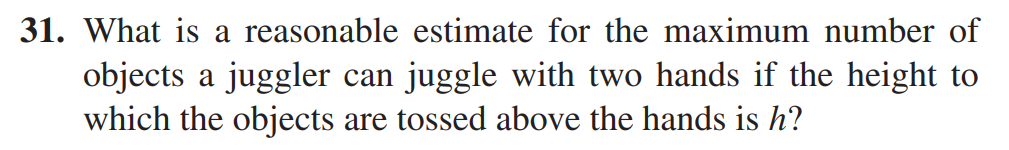 31. What is a reasonable estimate for the maximum number of
objects a juggler can juggle with two hands if the height to
which the objects are tossed above the hands is h?